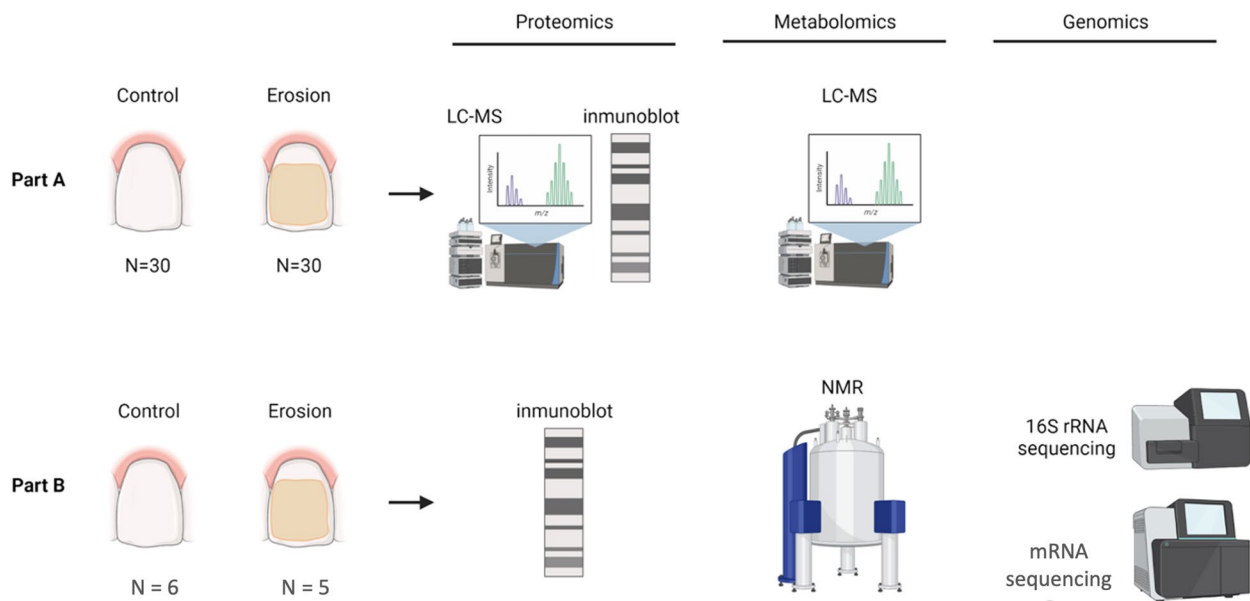 Proteomics Metabolomics Genomics
Control Erosion
LC-MS inmunoblot
LC-MS
Intensity
m/z
Intensity
m/z
Part A
N=30 N=30
Control Erosion
inmunoblot
NMR
16S rRNA
sequencing
Part B
mRNA
sequencing
N = 6 N = 5